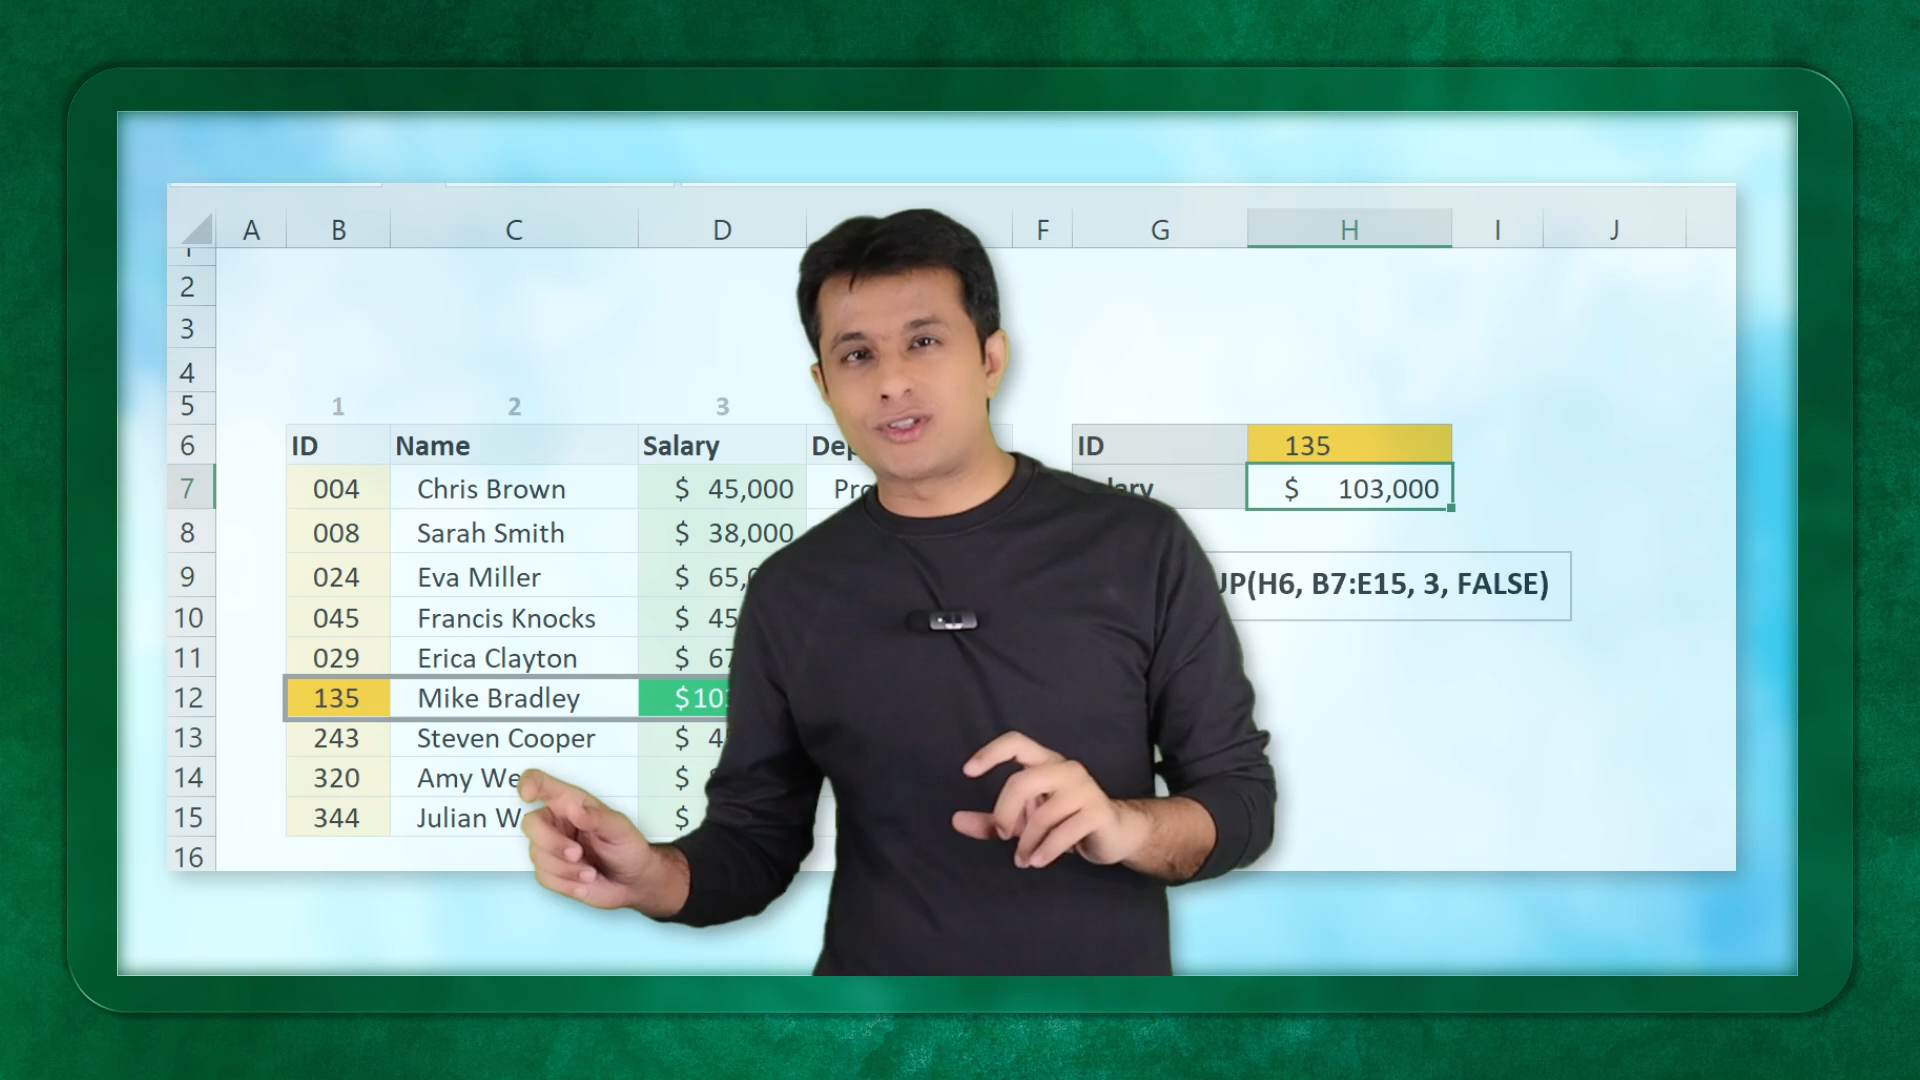 A B C D F G H I J
2
3
4
5 1 2 3
6 ID Name Salary ID 135
7 004 Chris Brown $ 45,000 $ 103,000
8 008 Sarah Smith $ 38,000
9 024 Eva Miller $ UP(H6, B7:E15, 3, FALSE)
10 045 Francis Knocks $
11 029 Erica Clayton $
12 135 Mike Bradley $
13 243 Steven Cooper $
14 320 Amy $
15 344 Julian $
16